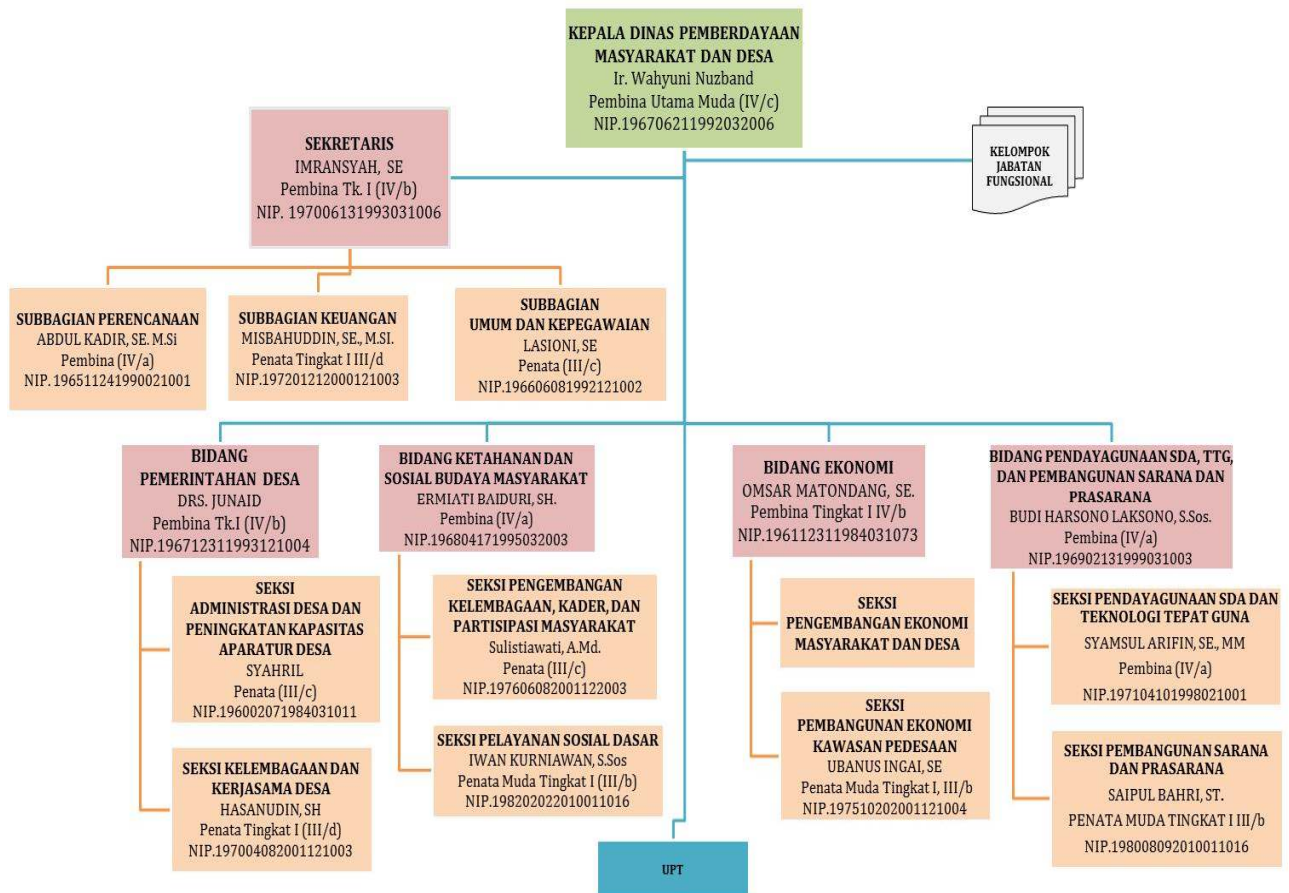 KEPALA DINAS PEMBERDAYAAN
MASYARAKAT DAN DESA
Ir. Wahyuni Nuzband
Pembina Utama Muda (IV/c)
NIP.196706211992032006
SEKRETARIS
IMRANSYAH, SE
Pembina Tk. I (IV/b)
NIP. 197006131993031006
KELOMPOK
JABATAN
FUNGSIONAL
SUBBAGIAN PERENCANAAN
ABDUL KADIR, SE. M.Si
Pembina (IV/a)
NIP. 196511241990021001
SUBBAGIAN KEUANGAN
MISBAHUDDIN, SE., M.SI.
Penata Tingkat I III/d
NIP.197201212000121003
SUBBAGIAN
UMUM DAN KEPEGAWAIAN
LASIONI, SE
Penata (III/c)
NIP.196606081992121002
BIDANG
PEMERINTAHAN DESA
DRS. JUNAID
Pembina Tk.I (IV/b)
NIP.196712311993121004
BIDANG KETAHANAN DAN
SOSIAL BUDAYA MASYARAKAT
ERMIATI BAIDURI, SH.
Pembina (IV/a)
NIP.196804171995032003
BIDANG EKONOMI
OMSAR MATONDANG, SE.
Pembina Tingkat I IV/b
NIP.196112311984031073
BIDANG PENDAYAGUNAAN SDA, TTG,
DAN PEMBANGUNAN SARANA DAN
PRASARANA
BUDI HARSONO LAKSONO, S.Sos.
Pembina (IV/a)
NIP.196902131999031003
SEKSI
ADMINISTRASI DESA DAN
PENINGKATAN KAPASITAS
APARATUR DESA
SYAHRIL
Penata (III/c)
NIP.196002071984031011
SEKSI PENGEMBANGAN
KELEMBAGAAN, KADER, DAN
PARTISIPASI MASYARAKAT
Sulistiawati, A.Md.
Penata (III/c)
NIP.197606082001122003
SEKSI
PENGEMBANGAN EKONOMI
MASYARAKAT DAN DESA
SEKSI PENDAYAGUNAAN SDA DAN
TEKNOLOGI TEPAT GUNA
SYAMSUL ARIFIN, SE., MM
Pembina (IV/a)
NIP.197104101998021001
SEKSI KELEMBAGAAN DAN
KERJASAMA DESA
HASANUDIN, SH
Penata Tingkat I (III/d)
NIP.197004082001121003
SEKSI PELAYANAN SOSIAL DASAR
IWAN KURNIAWAN, S.Sos
Penata Muda Tingkat I (III/b)
NIP.198202022010011016
SEKSI
PEMBANGUNAN EKONOMI
KAWASAN PEDESAAN
UBANUS INGAI, SE
Penata Muda Tingkat I, III/b
NIP.197510202001121004
SEKSI PEMBANGUNAN SARANA
DAN PRASARANA
SAIPUL BAHRI, ST.
PENATA MUDA TINGKAT I III/b
NIP.198008092010011016
UPT